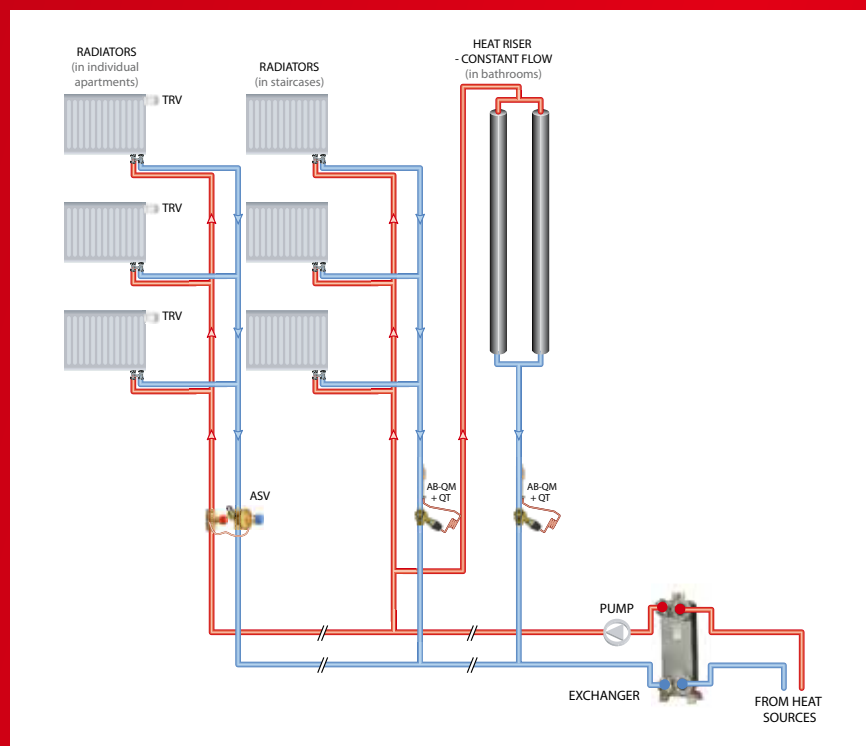 RADIATORS
(in individual
apartments)
RADIATORS
(in staircases)
HEAT RISER
- CONSTANT FLOW
(in bathrooms)
TRV
TRV
TRV
ASV
AB-QM
+ QT
AB-QM
+ QT
PUMP
EXCHANGER
FROM HEAT
SOURCES